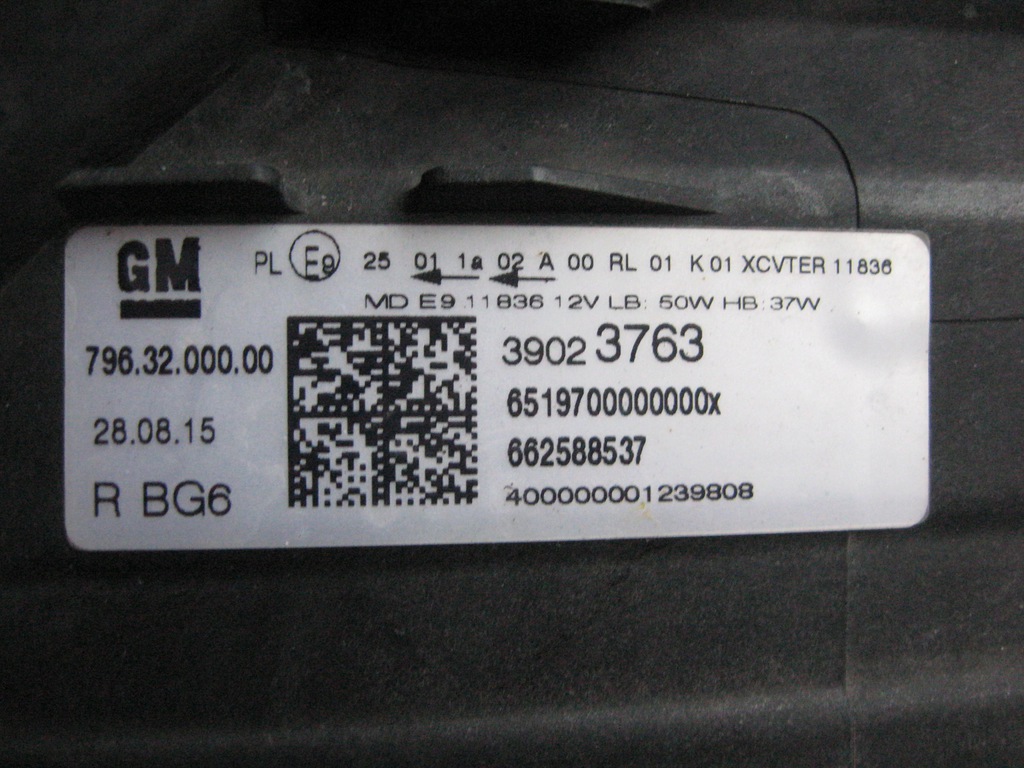 GM
PL E9 25 01 1a 02 A 00 RL 01 K 01 XCVTER 11836
MD E9 11836 12V LB: 50W HB: 37W
796.32.000.00
3902 3763
28.08.15
6519700000000x
662588537
R BG6
400000001239808